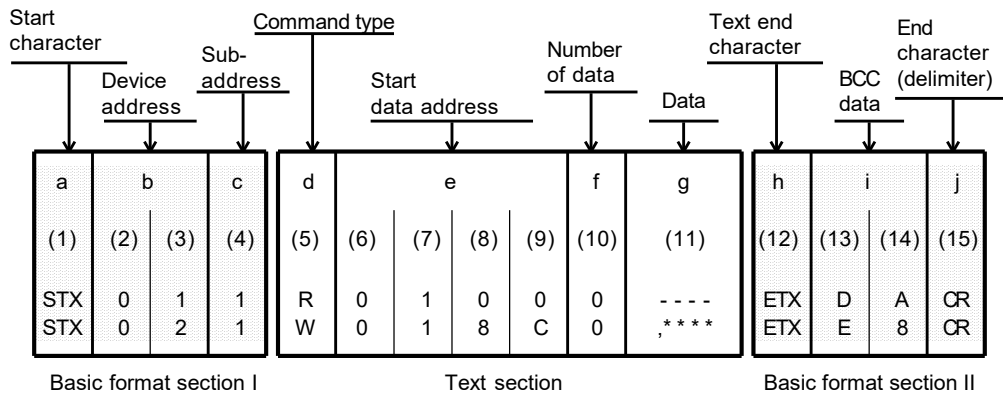 Start
character
Device
address
Sub-
address
Command type
Start
data address
Number
of data
Data
Text end
character
BCC
data
End
character
(delimiter)
a b c d e f g h i j
(1) (2) (3) (4) (5) (6) (7) (8) (9) (10) (11) (12) (13) (14) (15)
STX 0 1 1 R 0 1 0 0 0 - - - - ETX D A CR
STX 0 2 1 W 0 1 8 C 0 ,* * * * ETX E 8 CR
Basic format section I Text section Basic format section II